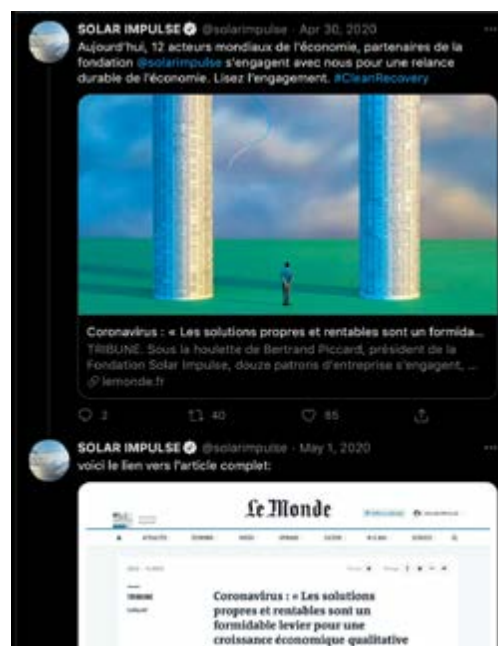 SOLAR IMPULSE @solarimpulse · Apr 30, 2020
Aujourd'hui, 12 acteurs mondiaux de l'économie, partenaires de la
fondation @solarimpulse s'engagent avec nous pour une relance
durable de l'économie. Lisez l'engagement. #CleanRecovery
Coronavirus : « Les solutions propres et rentables sont un formida...
TRIBUNE. Sous la houlette de Bertrand Piccard, président de la
Fondation Solar Impulse, douze patrons d'entreprise s'engagent, ...
lemonde.fr
2 40 85
SOLAR IMPULSE @solarimpulse · May 1, 2020
voici le lien vers l'article complet:
Le Monde
Coronavirus : « Les solutions
propres et rentables sont un
formidable levier pour une
croissance économique qualitative